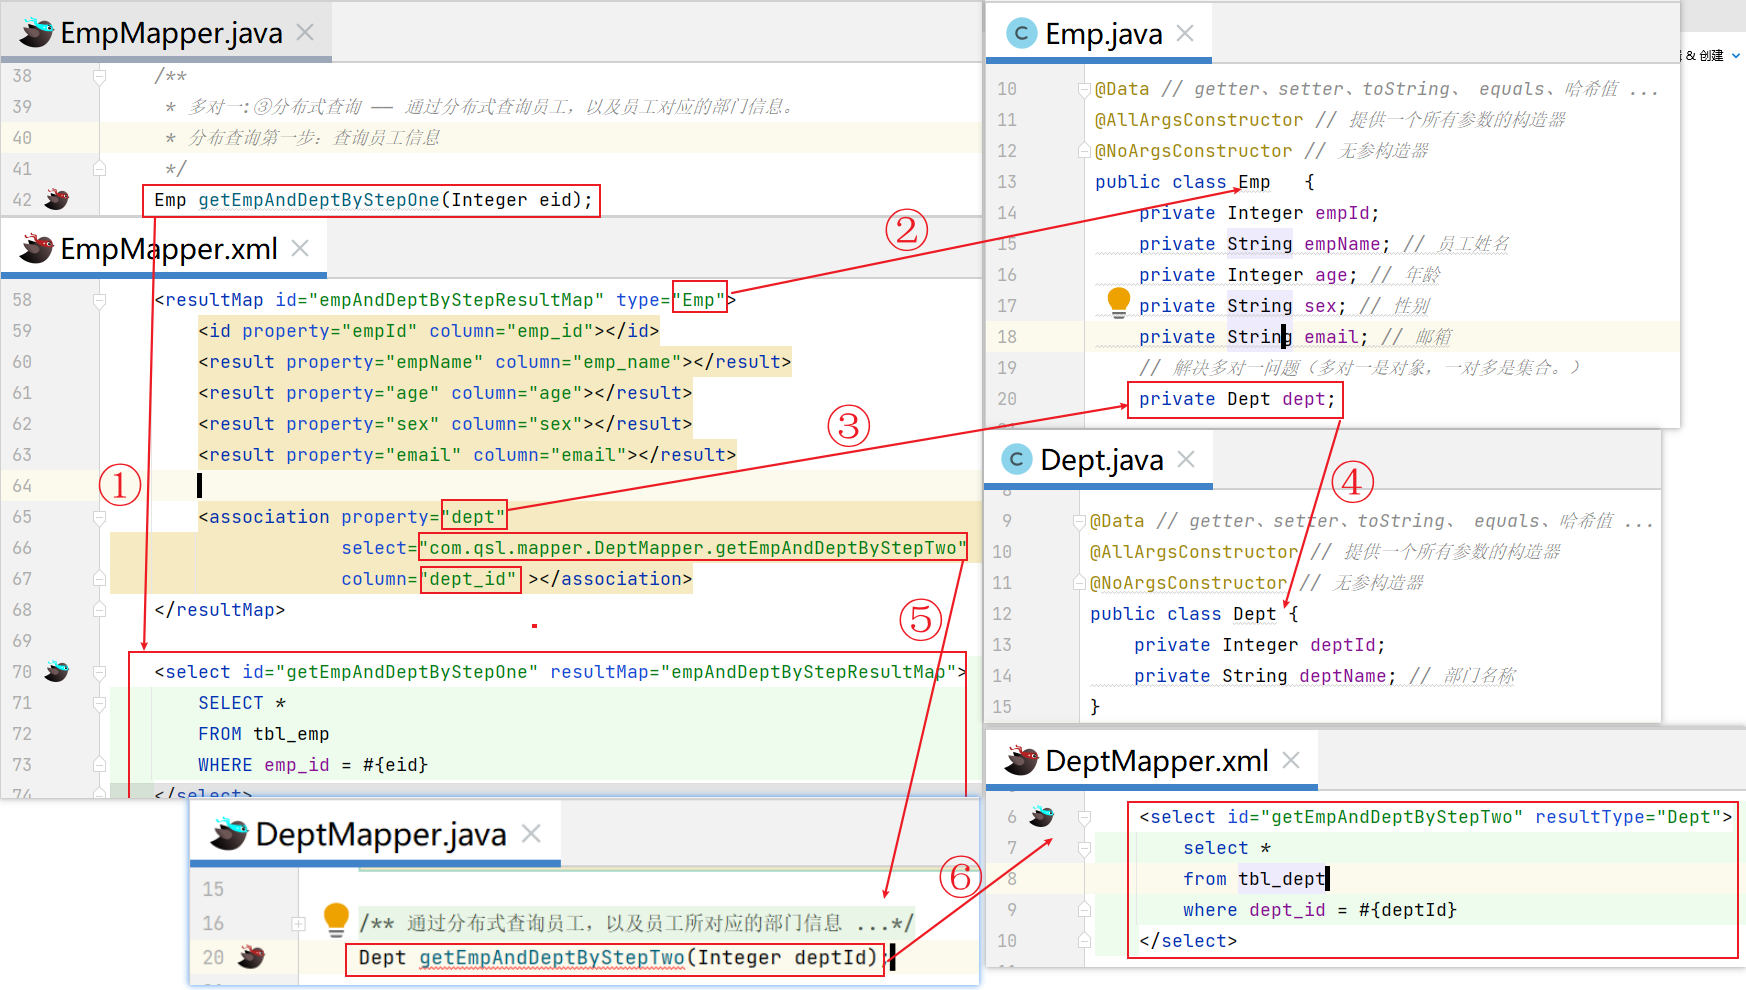 EmpMapper.java
38 /**
39 * 多对一:③分布式查询 —— 通过分布式查询员工，以及员工对应的部门信息。
40 * 分布查询第一步：查询员工信息
41 */
42 Emp getEmpAndDeptByStepOne(Integer eid);
EmpMapper.xml
58 <resultMap id="empAndDeptByStepResultMap" type="Emp">
59 <id property="empId" column="emp_id"></id>
60 <result property="empName" column="emp_name"></result>
61 <result property="age" column="age"></result>
62 <result property="sex" column="sex"></result>
63 <result property="email" column="email"></result>
64
65 <association property="dept"
66 select="com.qsl.mapper.DeptMapper.getEmpAndDeptByStepTwo"
67 column="dept_id" ></association>
68 </resultMap>
69
70 <select id="getEmpAndDeptByStepOne" resultMap="empAndDeptByStepResultMap">
71 SELECT *
72 FROM tbl_emp
73 WHERE emp_id = #{eid}
74 </select>
①
②
③
④
⑤
⑥
Emp.java
& 创建
10 @Data // getter、setter、toString、 equals、哈希值 ...
11 @AllArgsConstructor // 提供一个所有参数的构造器
12 @NoArgsConstructor // 无参构造器
13 public class Emp {
14 private Integer empId;
15 private String empName; // 员工姓名
16 private Integer age; // 年龄
17 private String sex; // 性别
18 private String email; // 邮箱
19 // 解决多对一问题（多对一是对象，一对多是集合。）
20 private Dept dept;
Dept.java
8
9 @Data // getter、setter、toString、 equals、哈希值 ...
10 @AllArgsConstructor // 提供一个所有参数的构造器
11 @NoArgsConstructor // 无参构造器
12 public class Dept {
13 private Integer deptId;
14 private String deptName; // 部门名称
15 }
DeptMapper.java
15
16 /** 通过分布式查询员工，以及员工所对应的部门信息 ...*/
20 Dept getEmpAndDeptByStepTwo(Integer deptId);
DeptMapper.xml
6 <select id="getEmpAndDeptByStepTwo" resultType="Dept">
7 select *
8 from tbl_dept
9 where dept_id = #{deptId}
10 </select>